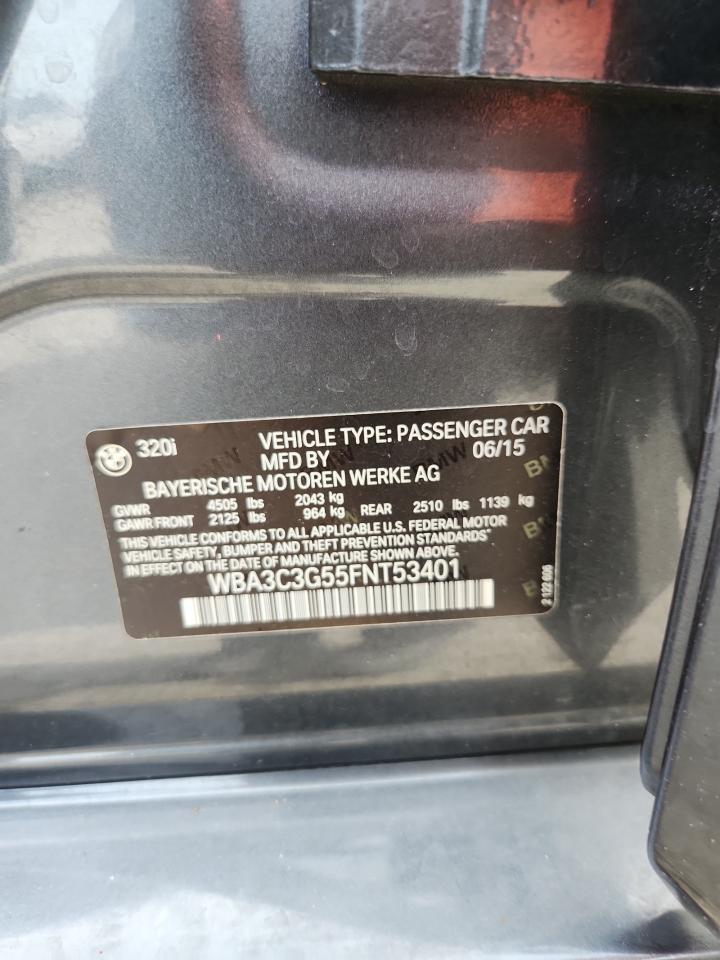 320i VEHICLE TYPE: PASSENGER CAR
MFD BY 06/15
BAYERISCHE MOTOREN WERKE AG
GVWR 4505 lbs 2043 kg
GAWR FRONT 2125 lbs 964 kg REAR 2510 lbs 1139 kg
THIS VEHICLE CONFORMS TO ALL APPLICABLE U.S. FEDERAL MOTOR
VEHICLE SAFETY, BUMPER AND THEFT PREVENTION STANDARDS
IN EFFECT ON THE DATE OF MANUFACTURE SHOWN ABOVE.
WBA3C3G55FNT53401